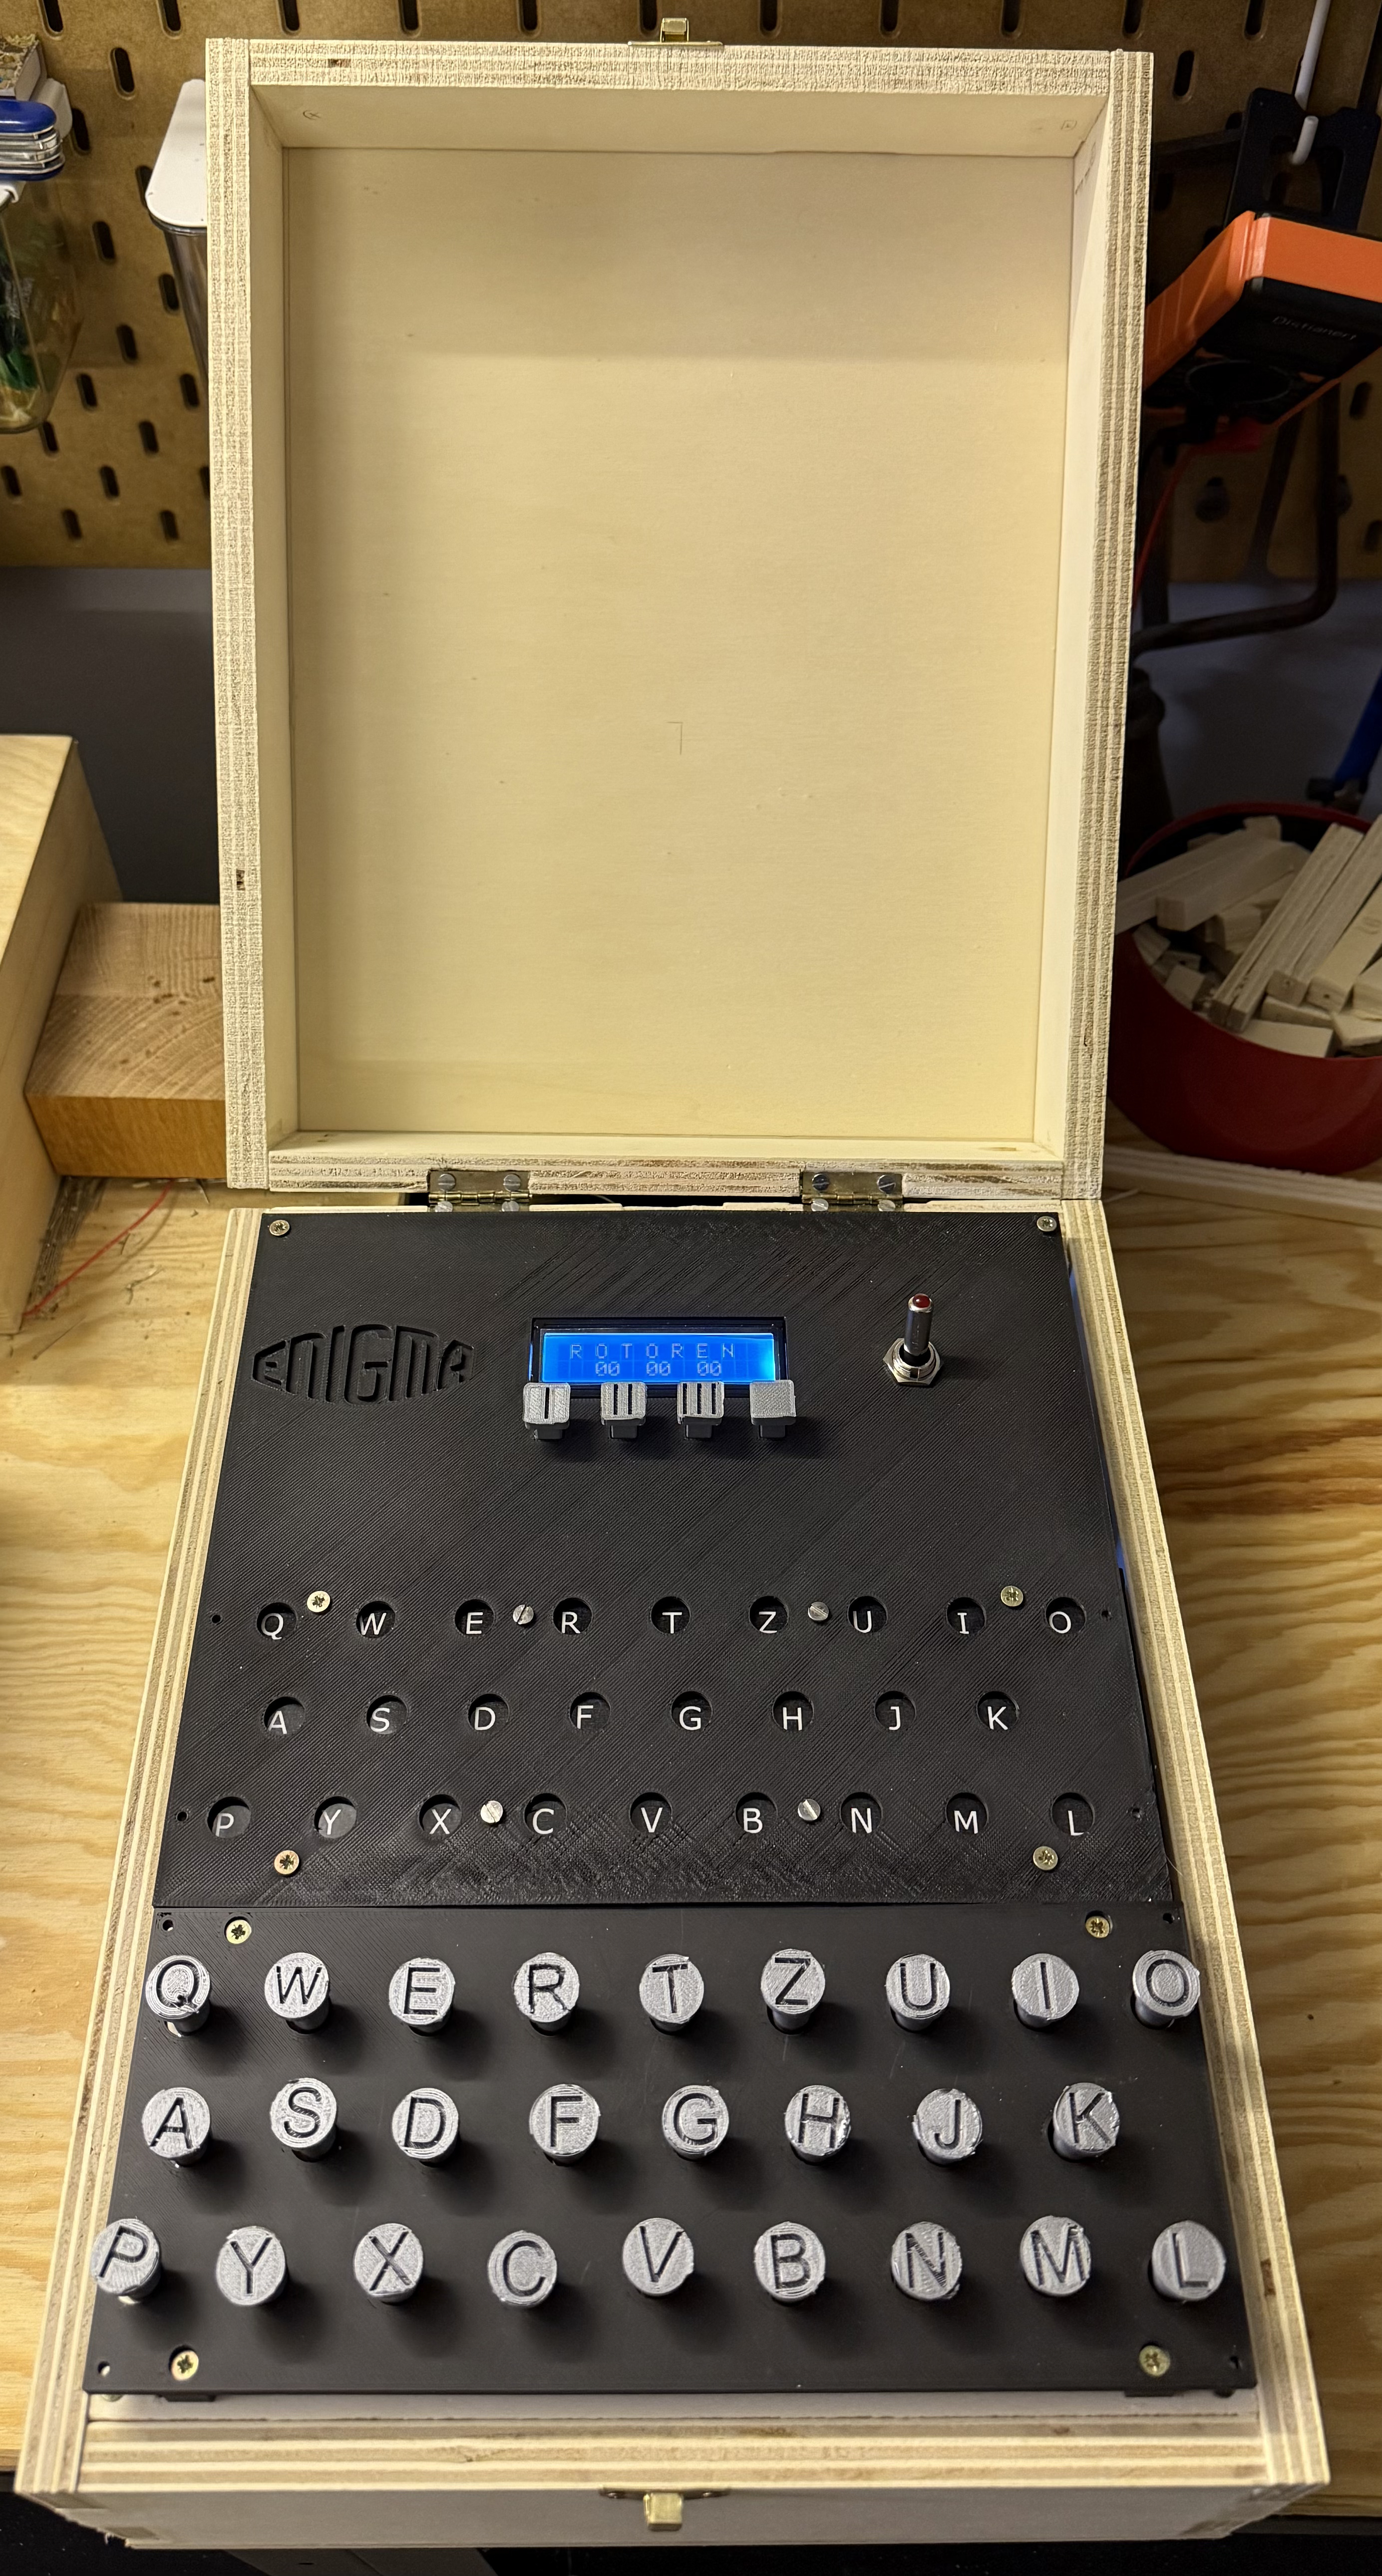 ENIGMA
ROTOREN
00 00 00
I II III
Q W E R T Z U I O
A S D F G H J K
P Y X C V B N M L
Q W E R T Z U I O
A S D F G H J K
P Y X C V B N M L